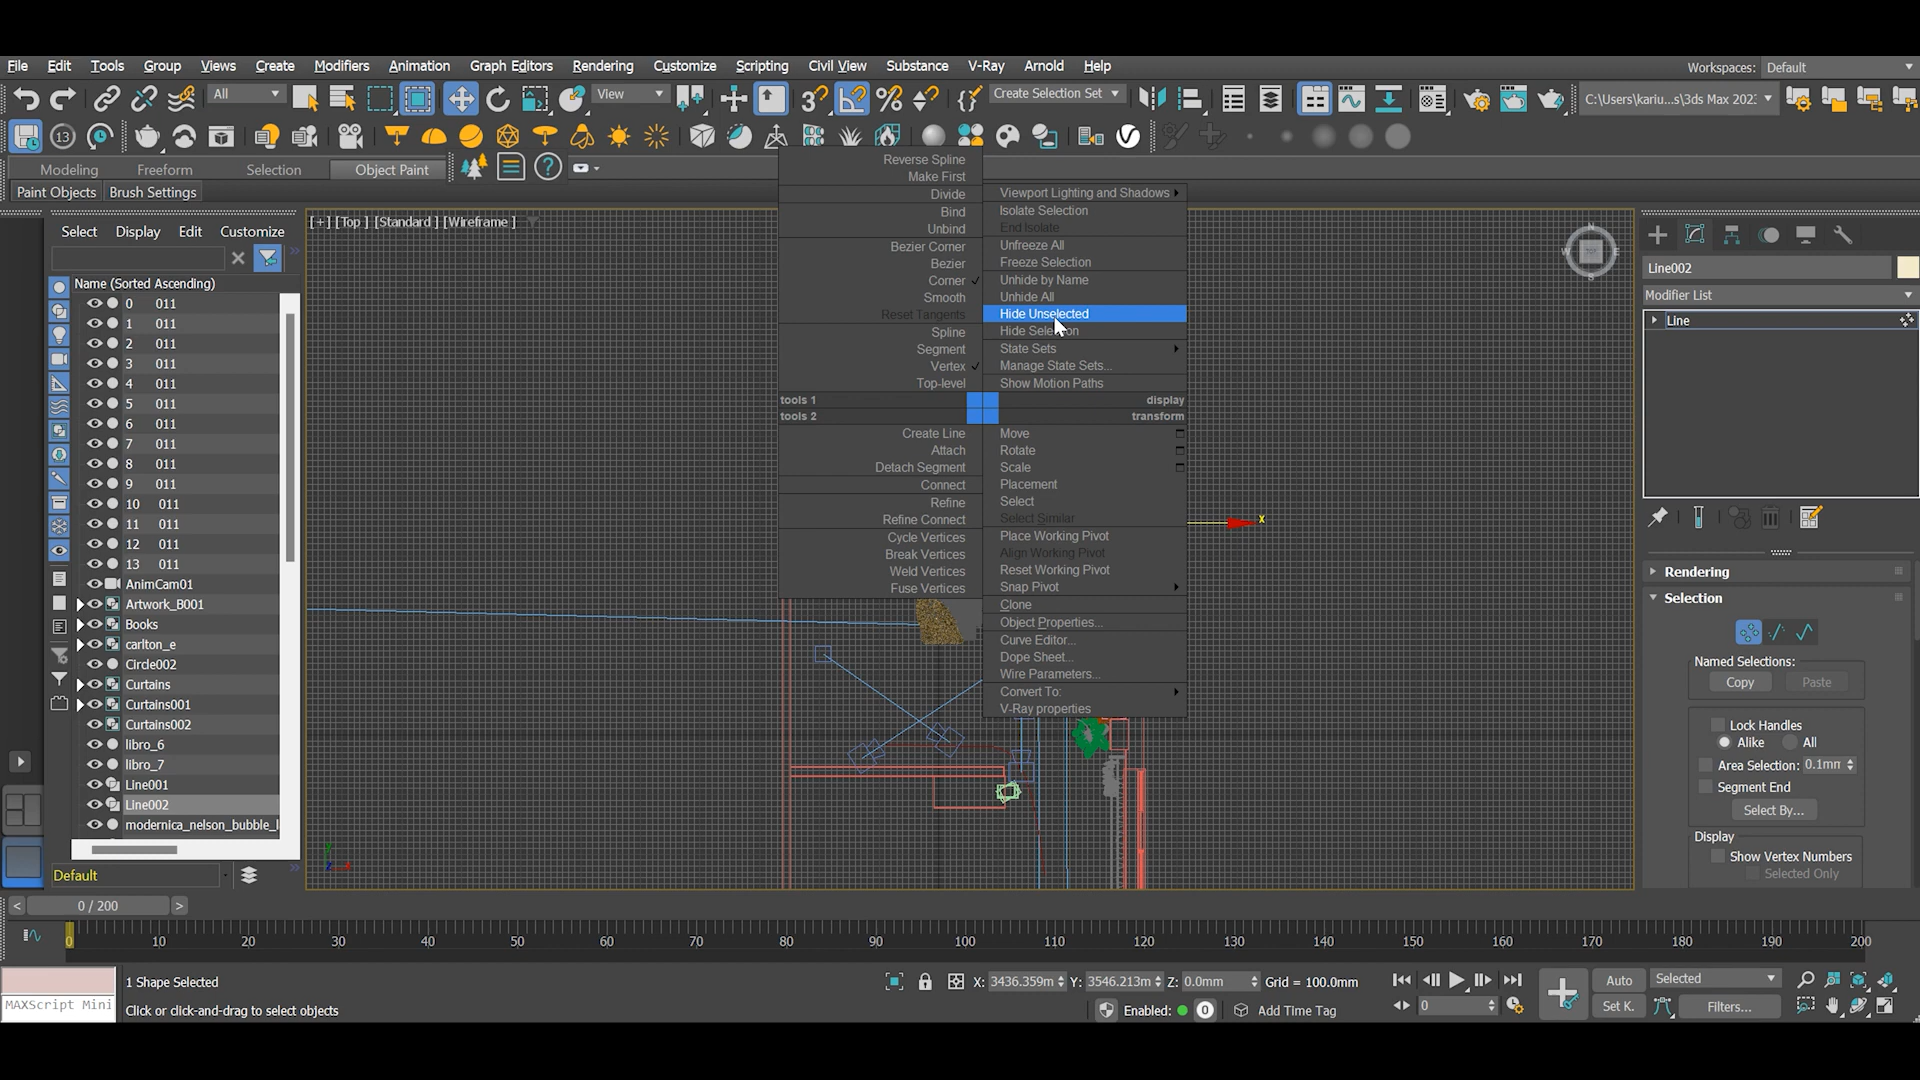 File Edit Tools Group Views Create Modifiers Animation Graph Editors Rendering Customize Scripting Civil View Substance V-Ray Arnold Help
Workspaces: Default
All
View
Create Selection Set
C:\Users\kariu...\s\3ds Max 202
Modeling Freeform Selection Object Paint
Paint Objects Brush Settings
Select Display Edit Customize
Name (Sorted Ascending)
0 011
1 011
2 011
3 011
4 011
5 011
6 011
7 011
8 011
9 011
10 011
11 011
12 011
13 011
AnimCam01
Artwork_B001
Books
carlton_e
Circle002
Curtains
Curtains001
Curtains002
libro_6
libro_7
Line001
Line002
modernica_nelson_bubble_l
Default
[+] [Top ] [Standard ] [Wireframe ]
Reverse Spline
Make First
Divide
Bind
Unbind
Bezier Corner
Bezier
Corner
Smooth
Reset Tangents
Spline
Segment
Vertex
Top-level
tools 1
tools 2
Create Line
Attach
Detach Segment
Connect
Refine
Refine Connect
Cycle Vertices
Break Vertices
Weld Vertices
Fuse Vertices
Viewport Lighting and Shadows
Isolate Selection
End Isolate
Unfreeze All
Freeze Selection
Unhide by Name
Unhide All
Hide Unselected
State Sets
Manage State Sets...
Show Motion Paths
display
transform
Move
Rotate
Scale
Placement
Select
Select Similar
Place Working Pivot
Align Working Pivot
Reset Working Pivot
Snap Pivot
Clone
Object Properties...
Curve Editor...
Dope Sheet...
Wire Parameters...
Convert To:
V-Ray properties
x
Line002
Modifier List
Line
Rendering
Selection
Named Selections:
Copy Paste
Lock Handles
Alike All
Area Selection: 0.1mm
Segment End
Select By...
Display
Show Vertex Numbers
Selected Only
< 0 / 200 >
0 10 20 30 40 50 60 70 80 90 100 110 120 130 140 150 160 170 180 190 200
1 Shape Selected
X: 3436.359m Y: 3546.213m Z: 0.0mm Grid = 100.0mm
Auto Selected
MAXScript Mini
Click or click-and-drag to select objects
Enabled: 0 Add Time Tag
0
Set K. Filters...